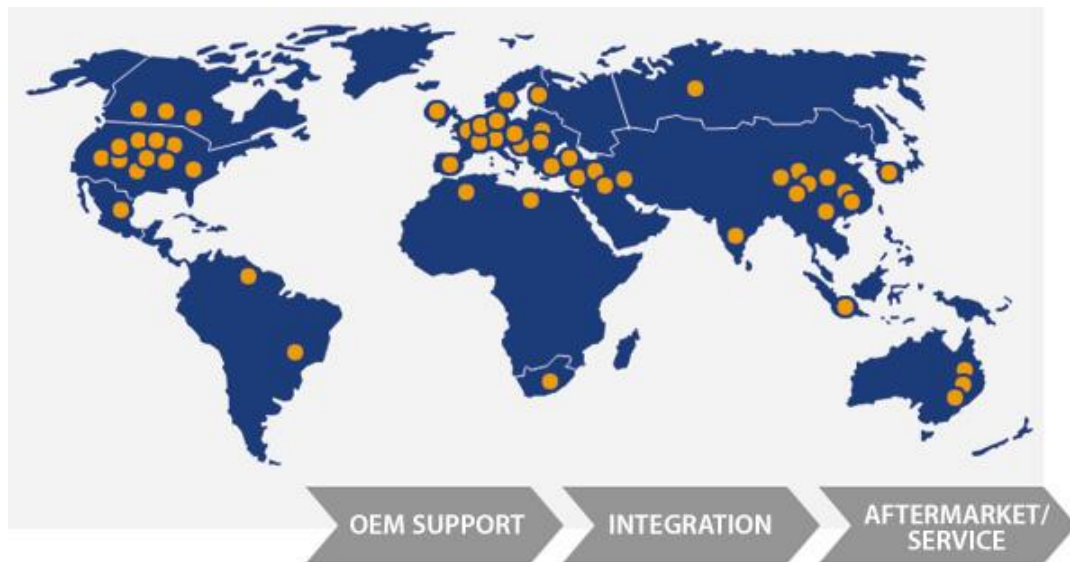 OEM SUPPORT
INTEGRATION
AFTERMARKET/
SERVICE